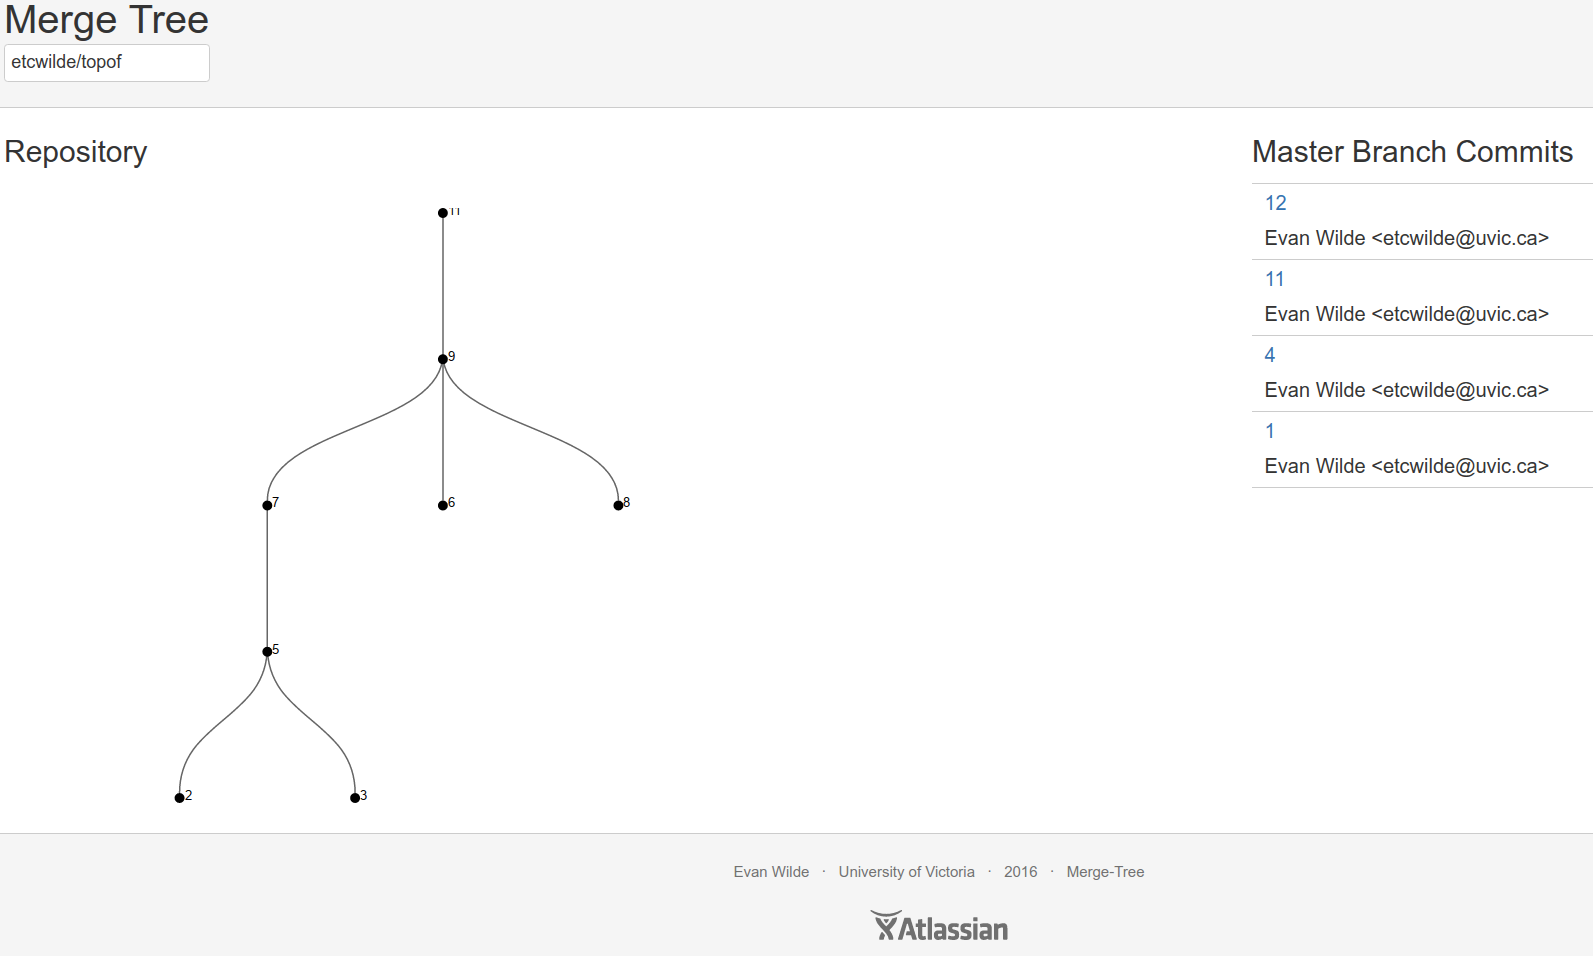 Merge Tree
etcwilde/topof
Repository
11
9
7
6
8
5
2
3
Master Branch Commits
12
Evan Wilde <etcwilde@uvic.ca>
11
Evan Wilde <etcwilde@uvic.ca>
4
Evan Wilde <etcwilde@uvic.ca>
1
Evan Wilde <etcwilde@uvic.ca>
Evan Wilde · University of Victoria · 2016 · Merge-Tree
Atlassian